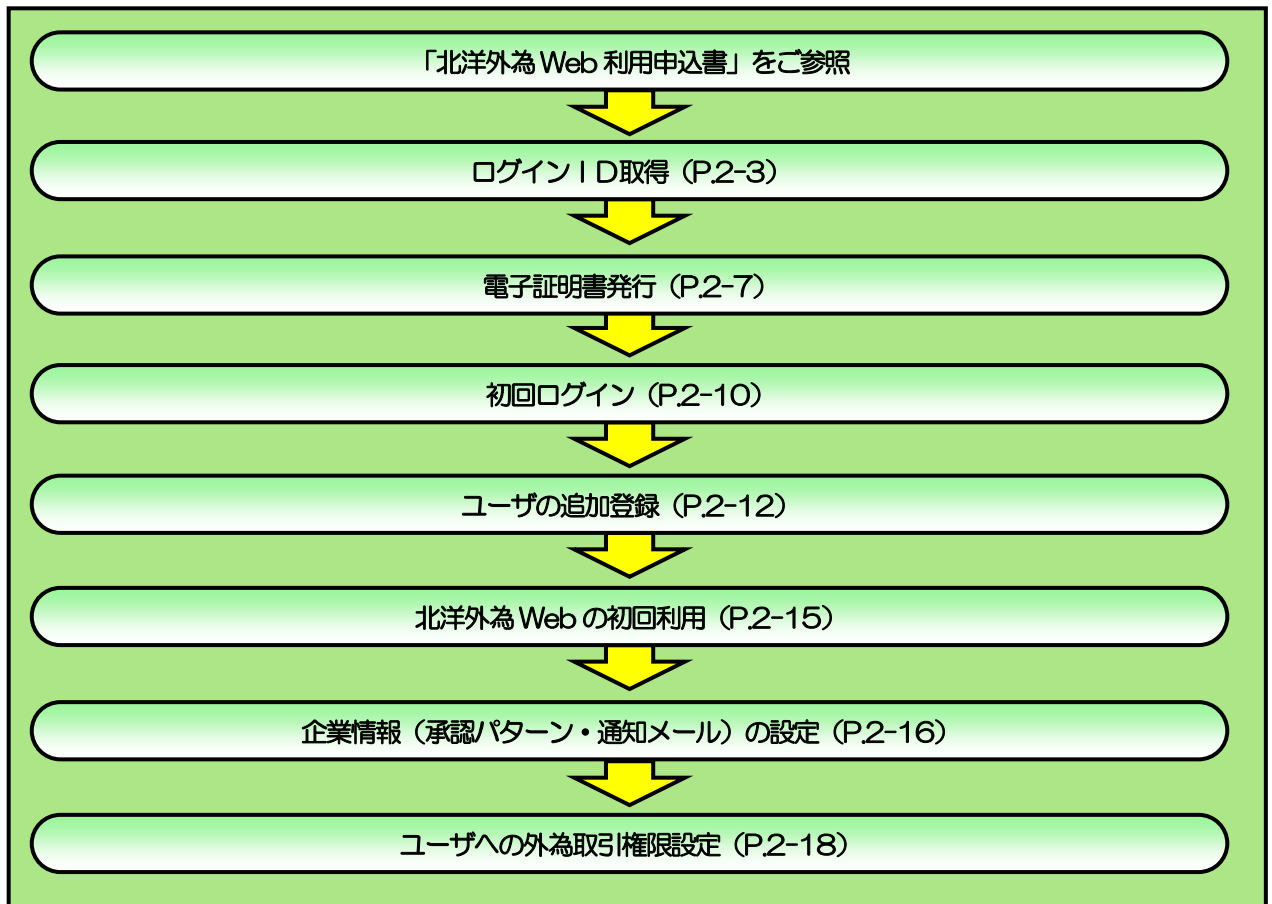 「北洋外為 Web 利用申込書」をご参照
ログインＩＤ取得（P.2-3）
電子証明書発行（P.2-7）
初回ログイン（P.2-10）
ユーザの追加登録（P.2-12）
北洋外為 Web の初回利用（P.2-15）
企業情報（承認パターン・通知メール）の設定（P.2-16）
ユーザへの外為取引権限設定（P.2-18）